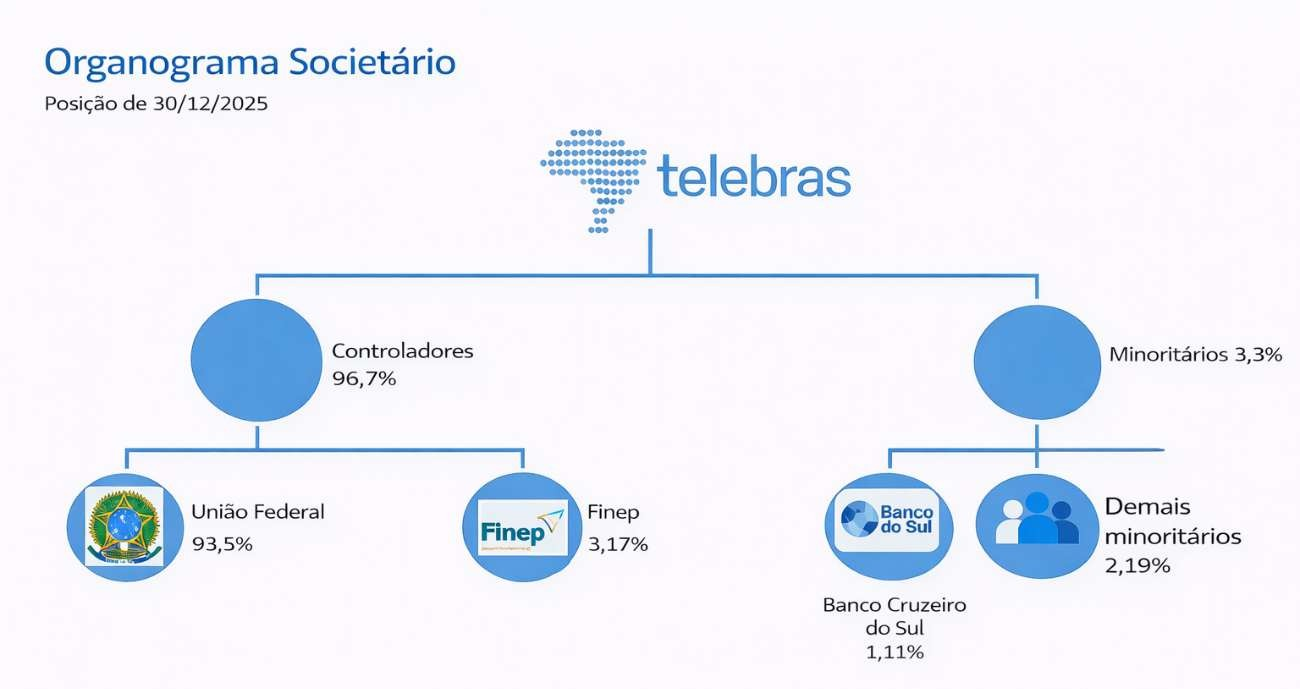 Organograma Societário
Posição de 30/12/2025
telebras
Controladores
96,7%
Minoritários 3,3%
União Federal
93,5%
Finep
Finep
3,17%
Banco
do Sul
Banco Cruzeiro
do Sul
1,11%
Demais
minoritários
2,19%